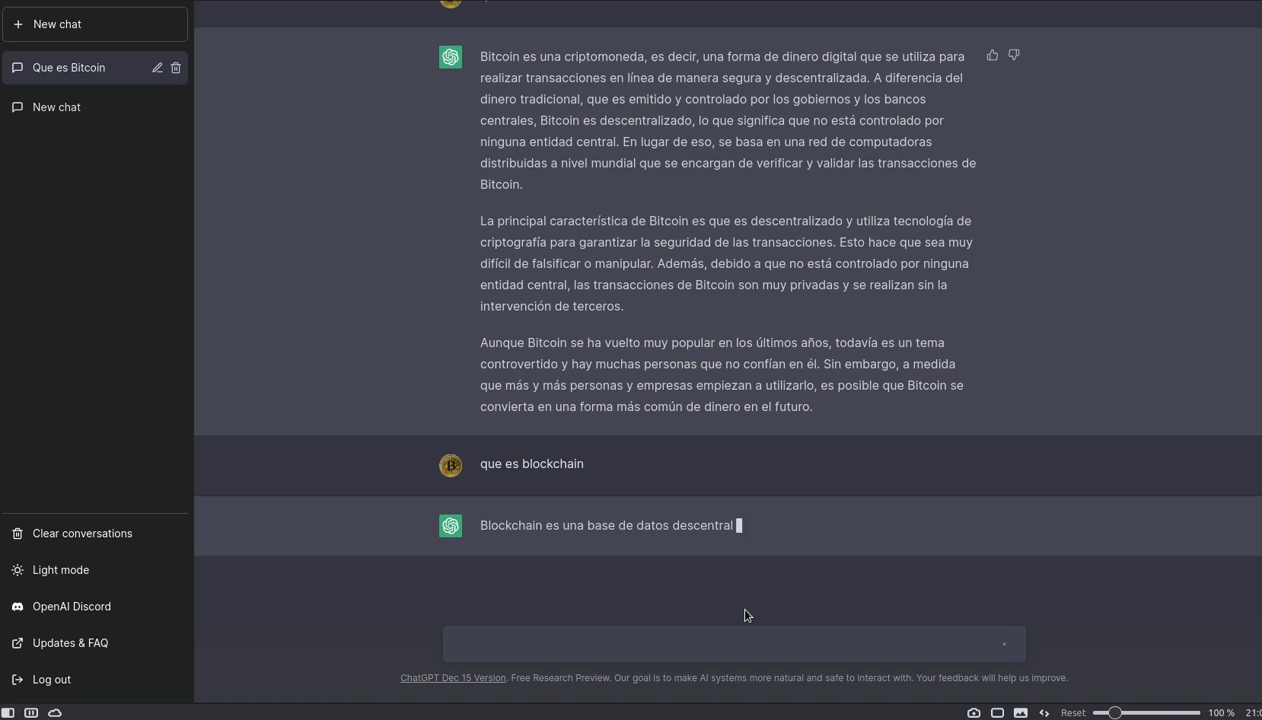 New chat
Que es Bitcoin
New chat
Bitcoin es una criptomoneda, es decir, una forma de dinero digital que se utiliza para
realizar transacciones en línea de manera segura y descentralizada. A diferencia del
dinero tradicional, que es emitido y controlado por los gobiernos y los bancos
centrales, Bitcoin es descentralizado, lo que significa que no está controlado por
ninguna entidad central. En lugar de eso, se basa en una red de computadoras
distribuidas a nivel mundial que se encargan de verificar y validar las transacciones de
Bitcoin.
La principal característica de Bitcoin es que es descentralizado y utiliza tecnología de
criptografía para garantizar la seguridad de las transacciones. Esto hace que sea muy
difícil de falsificar o manipular. Además, debido a que no está controlado por ninguna
entidad central, las transacciones de Bitcoin son muy privadas y se realizan sin la
intervención de terceros.
Aunque Bitcoin se ha vuelto muy popular en los últimos años, todavía es un tema
controvertido y hay muchas personas que no confían en él. Sin embargo, a medida
que más y más personas y empresas empiezan a utilizarlo, es posible que Bitcoin se
convierta en una forma más común de dinero en el futuro.
que es blockchain
Blockchain es una base de datos descentral
Clear conversations
Light mode
OpenAI Discord
Updates & FAQ
Log out
ChatGPT Dec 15 Version. Free Research Preview. Our goal is to make AI systems more natural and safe to interact with. Your feedback will help us improve.
Reset 100 %